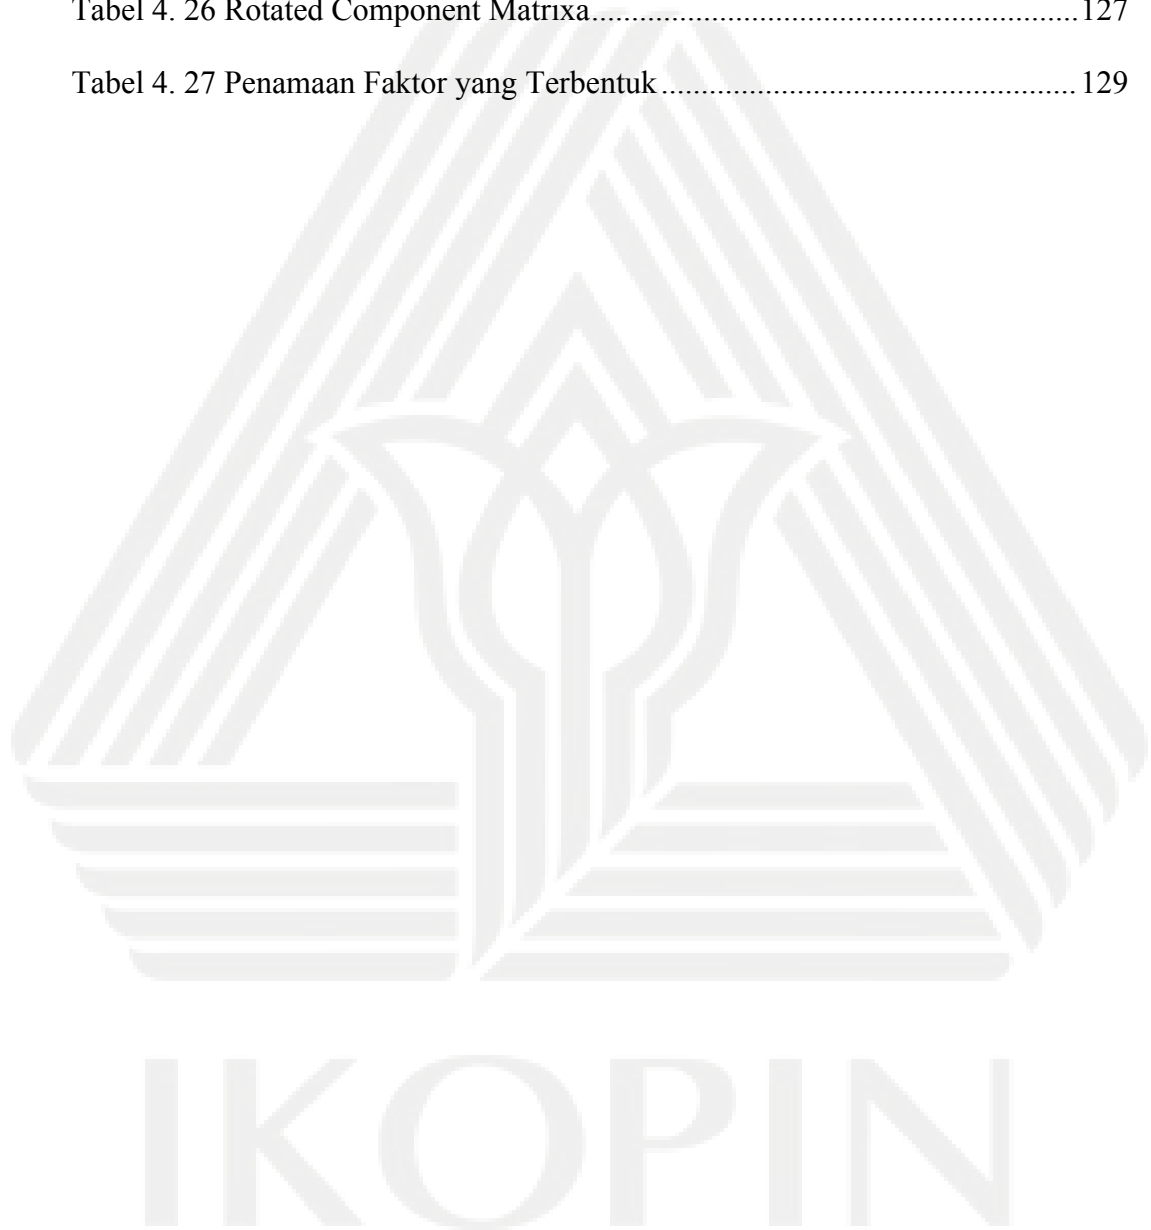 Tabel 4. 26 Rotated Component Matrixa............................................................. 127
Tabel 4. 27 Penamaan Faktor yang Terbentuk.................................................... 129
IKOPIN